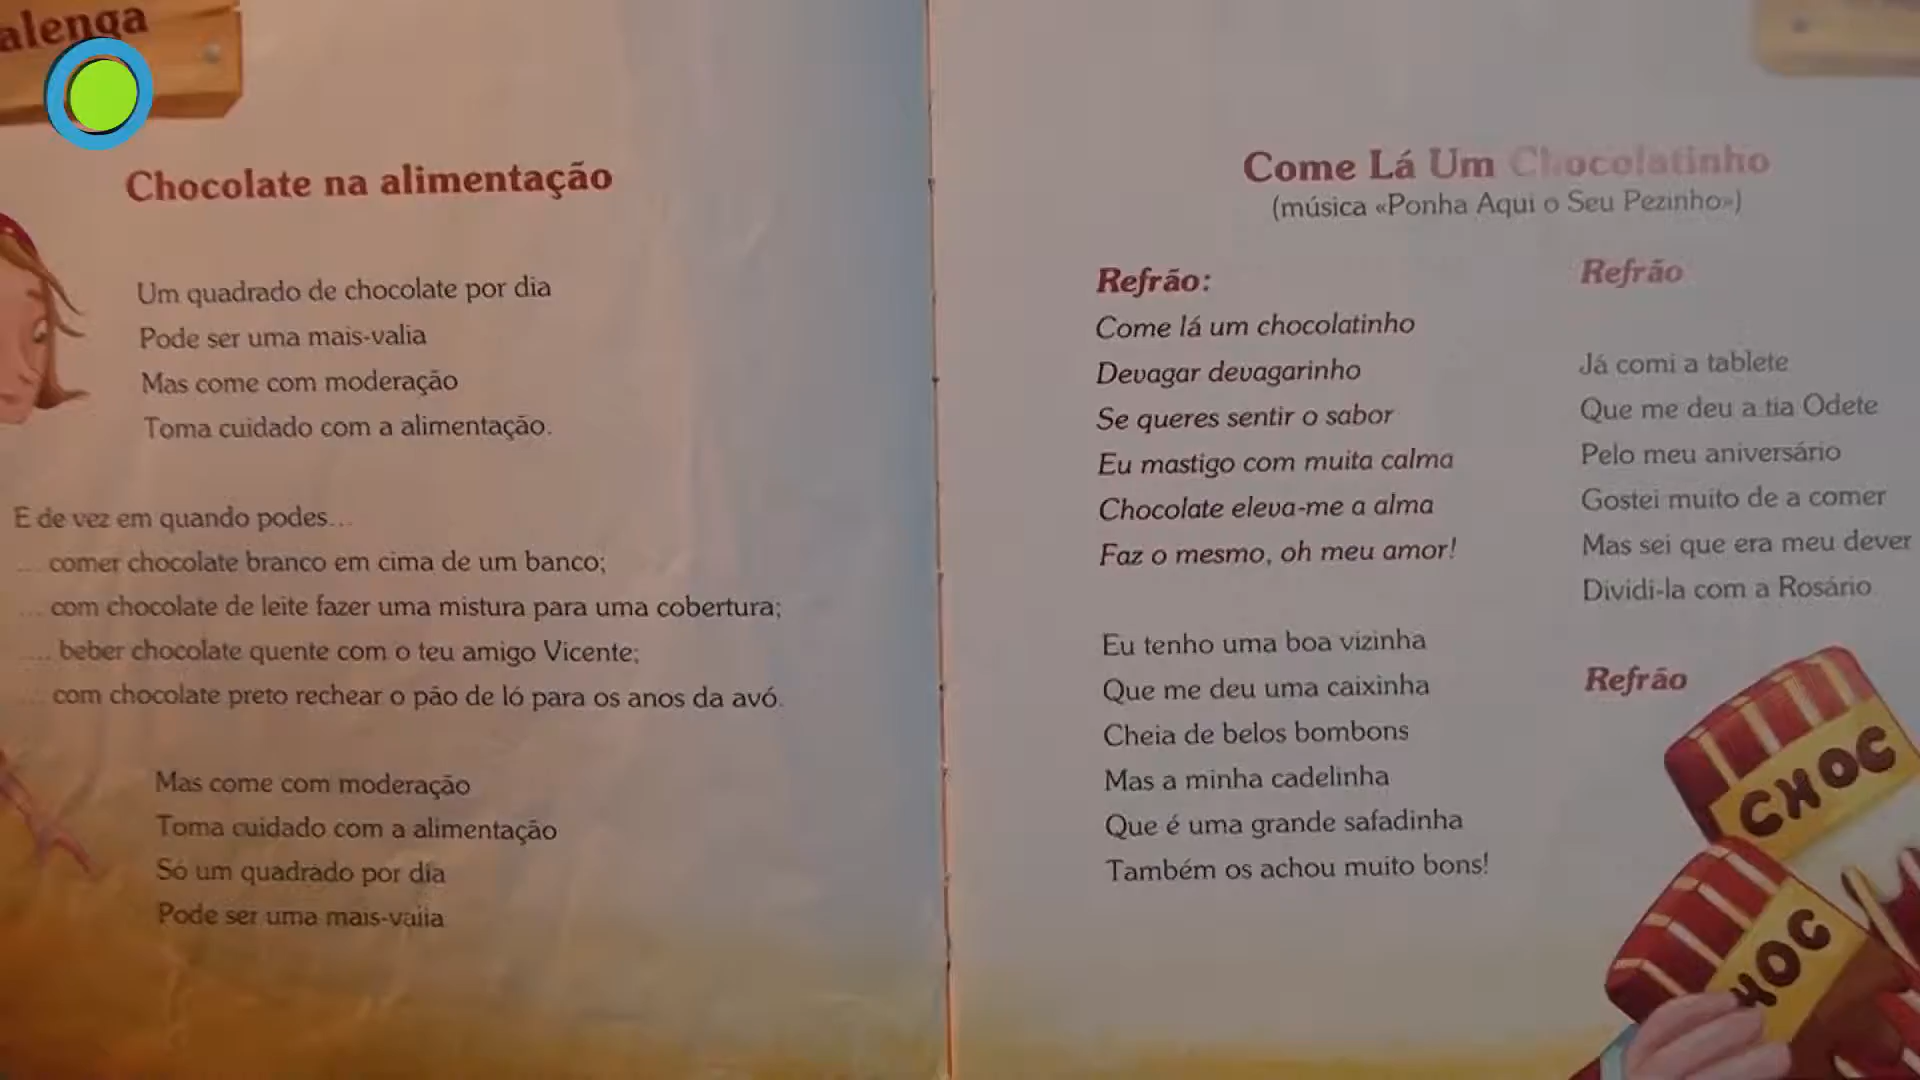 alenga
Chocolate na alimentação
Um quadrado de chocolate por dia
Pode ser uma mais-valia
Mas come com moderação
Toma cuidado com a alimentação.
E de vez em quando podes...
... comer chocolate branco em cima de um banco;
... com chocolate de leite fazer uma mistura para uma cobertura;
... beber chocolate quente com o teu amigo Vicente;
... com chocolate preto rechear o pão de ló para os anos da avó.
Mas come com moderação
Toma cuidado com a alimentação
Só um quadrado por dia
Pode ser uma mais-valia
Come Lá Um Chocolatinho
(música «Ponha Aqui o Seu Pezinho»)
Refrão:
Come lá um chocolatinho
Devagar devagarinho
Se queres sentir o sabor
Eu mastigo com muita calma
Chocolate eleva-me a alma
Faz o mesmo, oh meu amor!
Eu tenho uma boa vizinha
Que me deu uma caixinha
Cheia de belos bombons
Mas a minha cadelinha
Que é uma grande safadinha
Também os achou muito bons!
Refrão
Já comi a tablete
Que me deu a tia Odete
Pelo meu aniversário
Gostei muito de a comer
Mas sei que era meu dever
Dividi-la com a Rosário
Refrão
CHOC
HOC